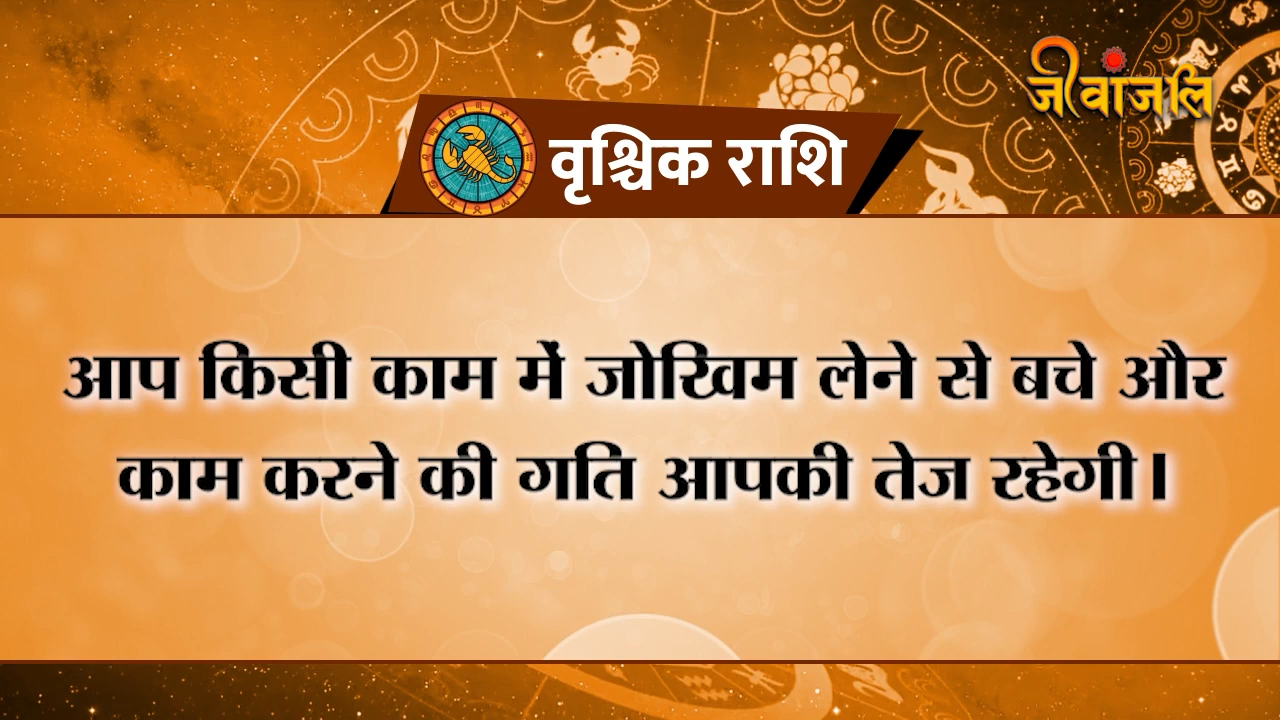 जीवांजलि
वृश्चिक राशि
आप किसी काम में जोखिम लेने से बचे और
काम करने की गति आपकी तेज रहेगी।